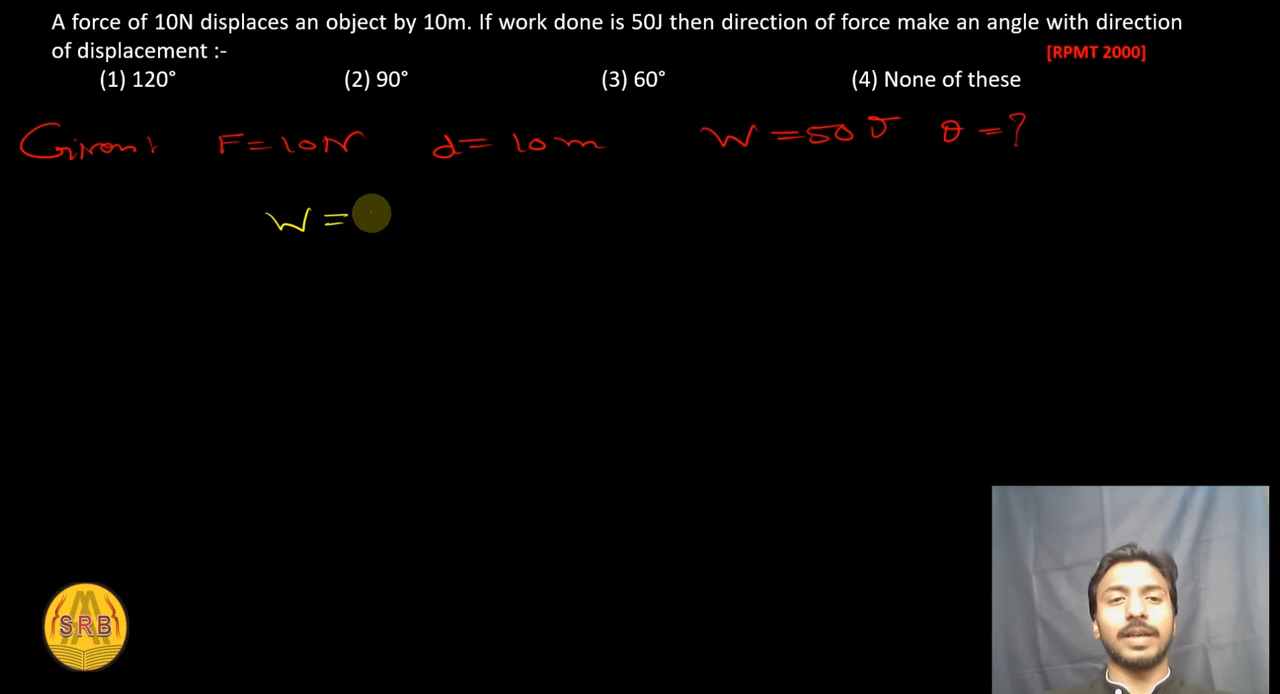 A force of 10N displaces an object by 10m. If work done is 50J then direction of force make an angle with direction
of displacement :- [RPMT 2000]
(1) 120° (2) 90° (3) 60° (4) None of these
Given: F = 10N d = 10m W = 50J θ = ?
W =
SRB